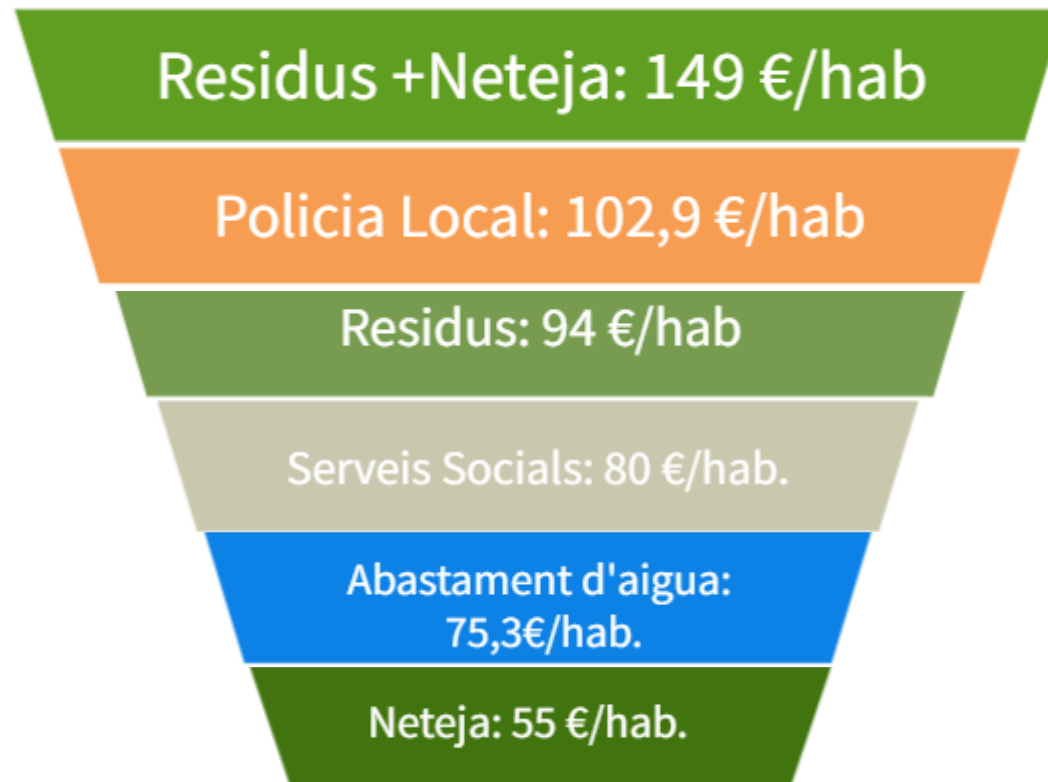 Residus +Neteja: 149 €/hab
Policia Local: 102,9 €/hab
Residus: 94 €/hab
Serveis Socials: 80 €/hab.
Abastament d'aigua:
75,3€/hab.
Neteja: 55 €/hab.